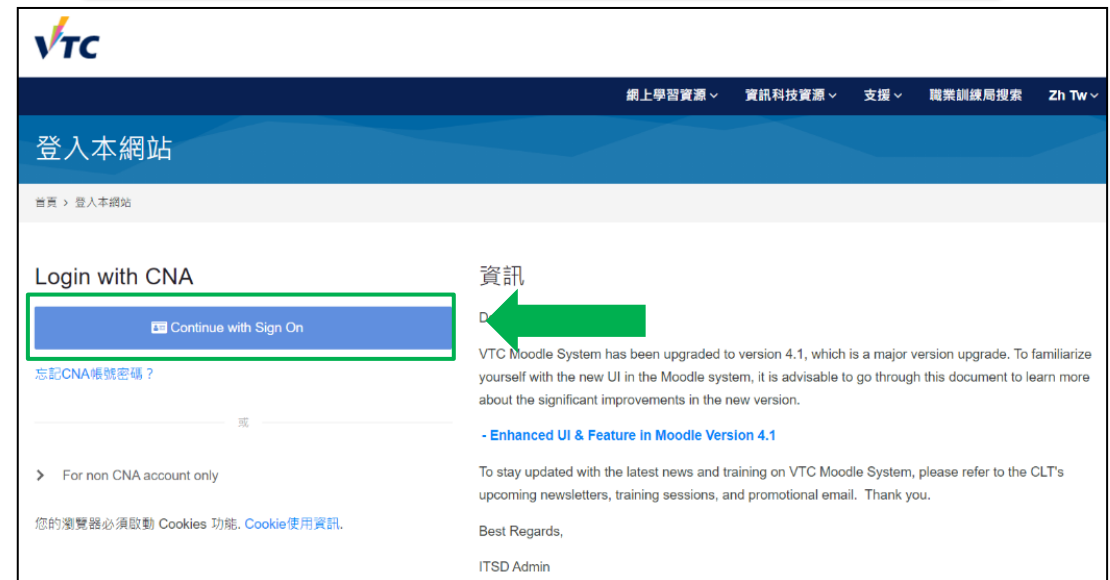 VTC
網上學習資源 資訊科技資源 支援 職業訓練局搜索 Zh Tw
登入本網站
首頁 > 登入本網站
Login with CNA
Continue with Sign On
忘記CNA帳號密碼？
或
For non CNA account only
您的瀏覽器必須啟動 Cookies 功能. Cookie使用資訊.
資訊
VTC Moodle System has been upgraded to version 4.1, which is a major version upgrade. To familiarize
yourself with the new UI in the Moodle system, it is advisable to go through this document to learn more
about the significant improvements in the new version.
- Enhanced UI & Feature in Moodle Version 4.1
To stay updated with the latest news and training on VTC Moodle System, please refer to the CLT's
upcoming newsletters, training sessions, and promotional email. Thank you.
Best Regards,
ITSD Admin